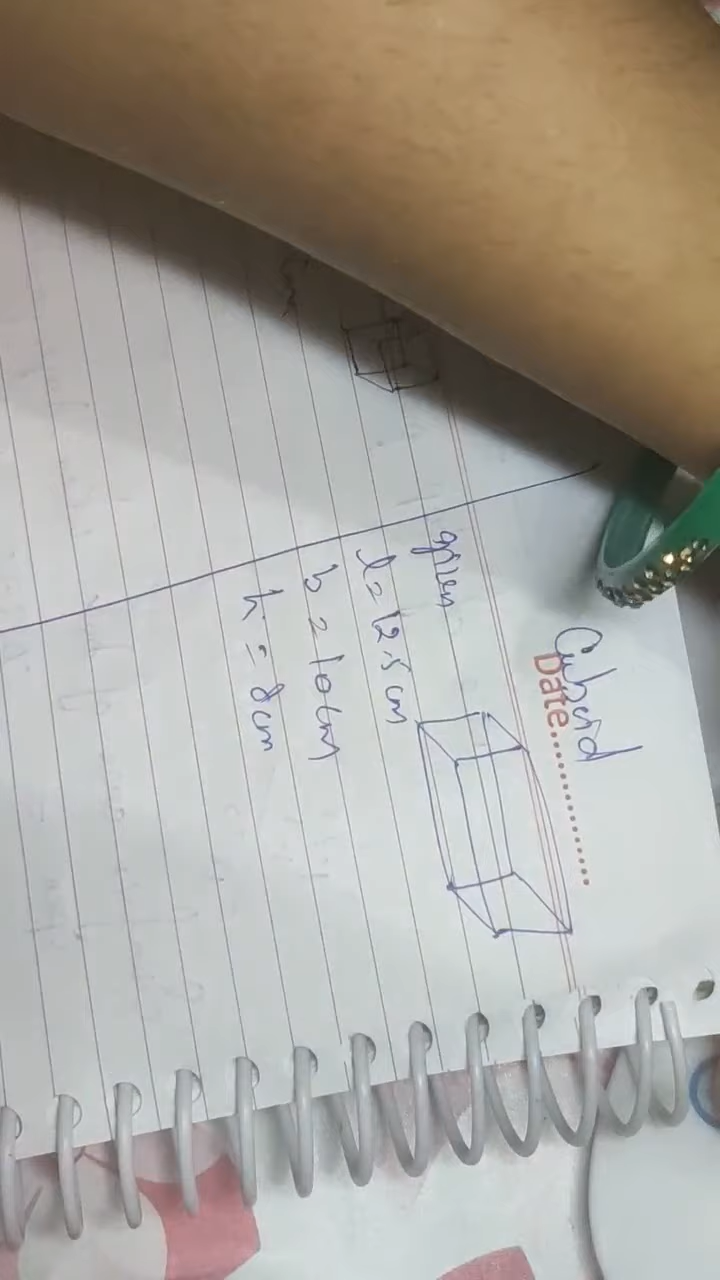 Cuboid
Date..............
given
l = 12.5 cm
b = 10 cm
h = 8 cm